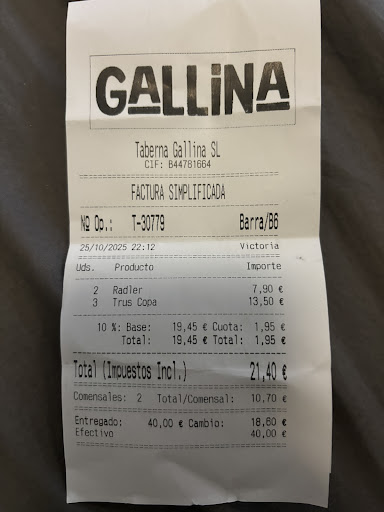 GALLiNA
Taberna Gallina SL
CIF: B44781664
FACTURA SIMPLIFICADA
Nº Op.: T-30779 Barra/B6
25/10/2025 22:12 Victoria
Uds. Producto Importe
2 Radler 7,90 €
3 Trus Copa 13,50 €
10 %: Base: 19,45 € Cuota: 1,95 €
Total: 19,45 € Total: 1,95 €
Total (Impuestos Incl.) 21,40 €
Comensales: 2 Total/Comensal: 10,70 €
Entregado: 40,00 € Cambio: 18,60 €
Efectivo 40,00 €